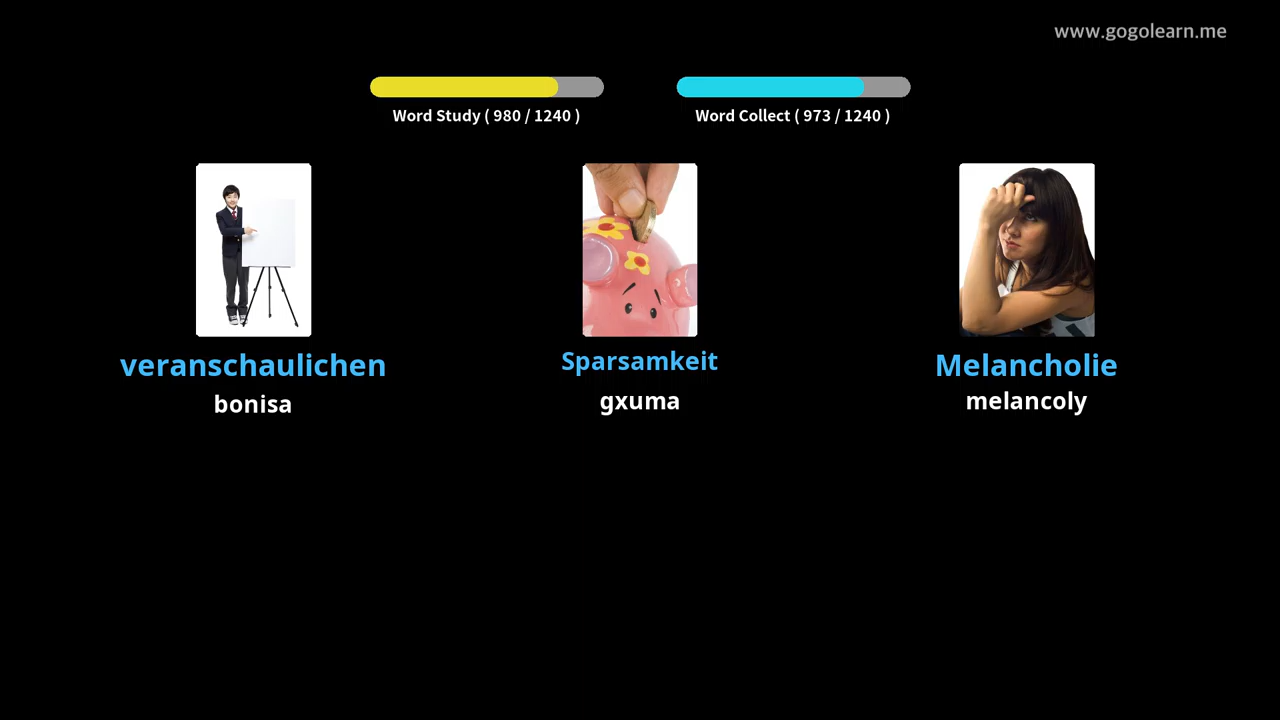 www.gogolearn.me
Word Study ( 980 / 1240 )
Word Collect ( 973 / 1240 )
veranschaulichen
bonisa
Sparsamkeit
gxuma
Melancholie
melancoly